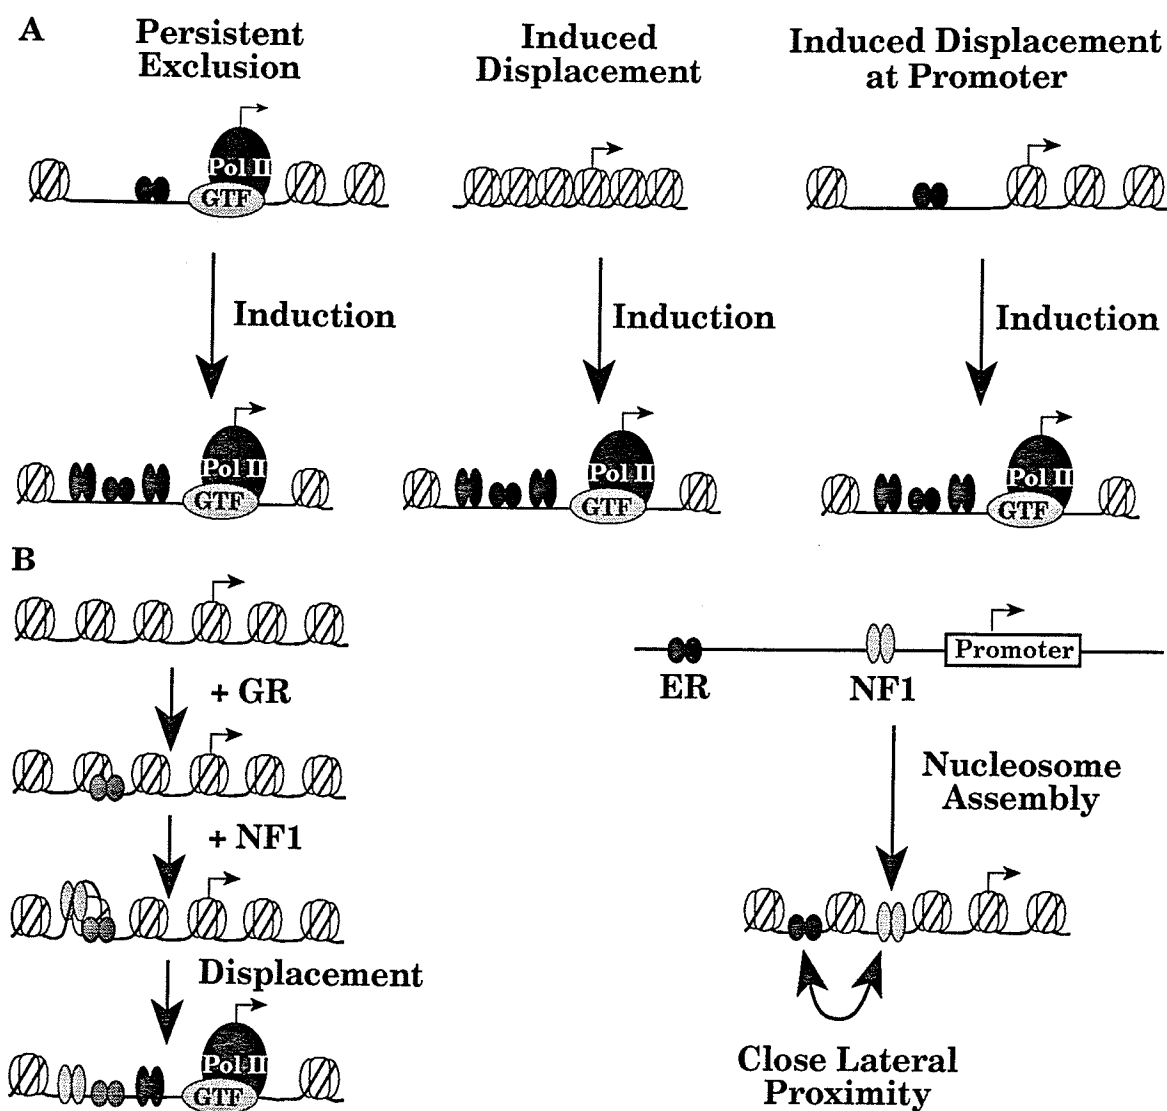 A
Persistent
Exclusion
Induced
Displacement
Induced Displacement
at Promoter
Pol II
GTF
Induction
Induction
Induction
Pol II
GTF
Pol II
GTF
Pol II
GTF
B
+ GR
+ NF1
Displacement
Pol II
GTF
Promoter
ER
NF1
Nucleosome
Assembly
Close Lateral
Proximity